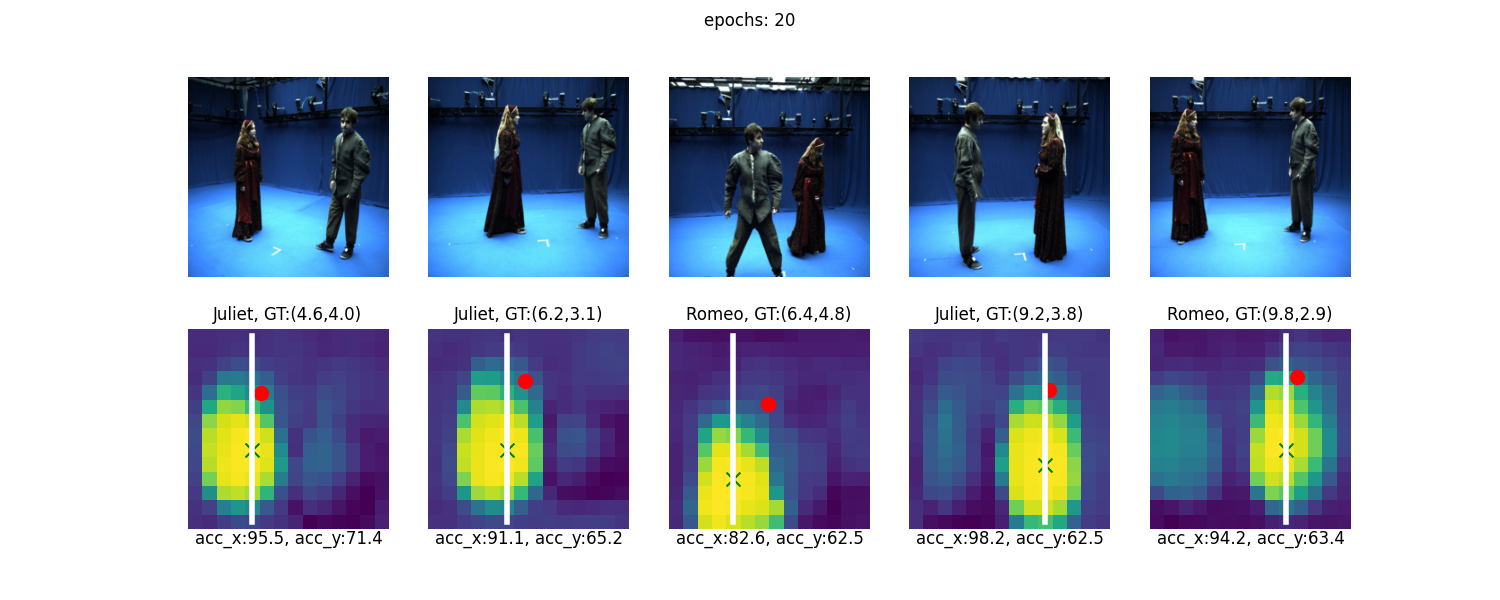 epochs: 20
Juliet, GT:(4.6,4.0)
Juliet, GT:(6.2,3.1)
Romeo, GT:(6.4,4.8)
Juliet, GT:(9.2,3.8)
Romeo, GT:(9.8,2.9)
acc_x:95.5, acc_y:71.4
acc_x:91.1, acc_y:65.2
acc_x:82.6, acc_y:62.5
acc_x:98.2, acc_y:62.5
acc_x:94.2, acc_y:63.4